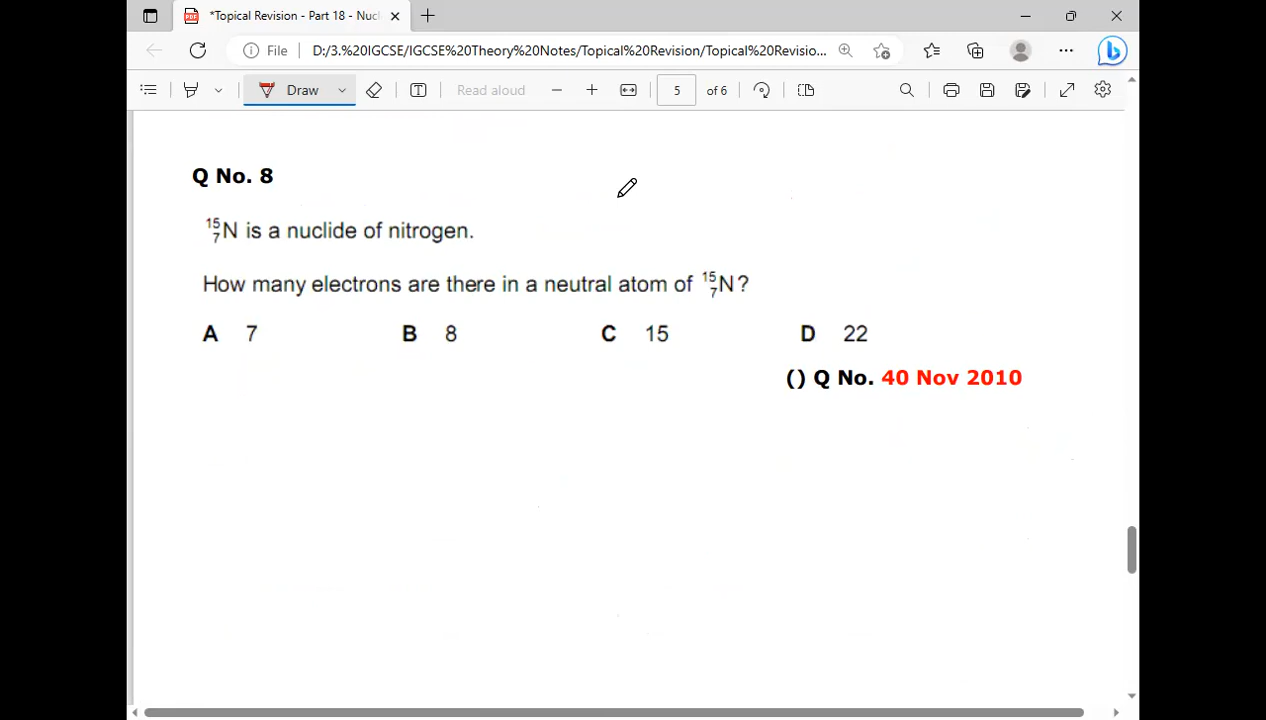 *Topical Revision - Part 18 - Nucl
File D:/3.%20IGCSE/IGCSE%20Theory%20Notes/Topical%20Revision/Topical%20Revisio...
Draw Read aloud 5 of 6
Q No. 8
¹⁵₇N is a nuclide of nitrogen.
How many electrons are there in a neutral atom of ¹⁵₇N?
A 7 B 8 C 15 D 22
() Q No. 40 Nov 2010